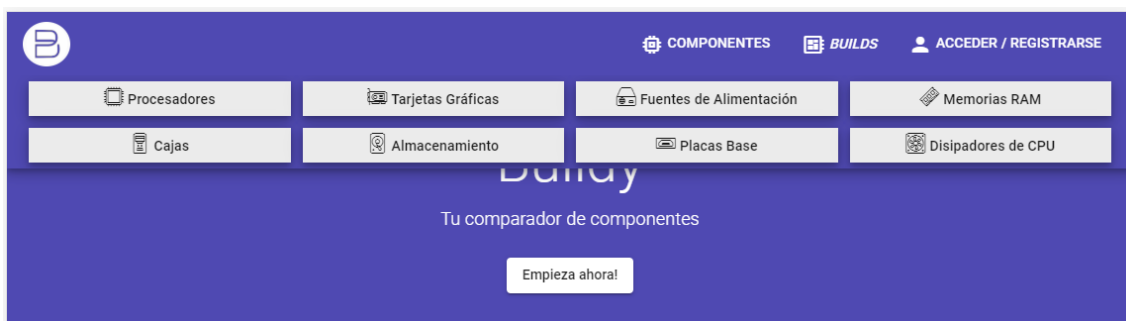 COMPONENTES BUILDS ACCEDER / REGISTRARSE
Procesadores Tarjetas Gráficas Fuentes de Alimentación Memorias RAM
Cajas Almacenamiento Placas Base Disipadores de CPU
Buildy
Tu comparador de componentes
Empieza ahora!